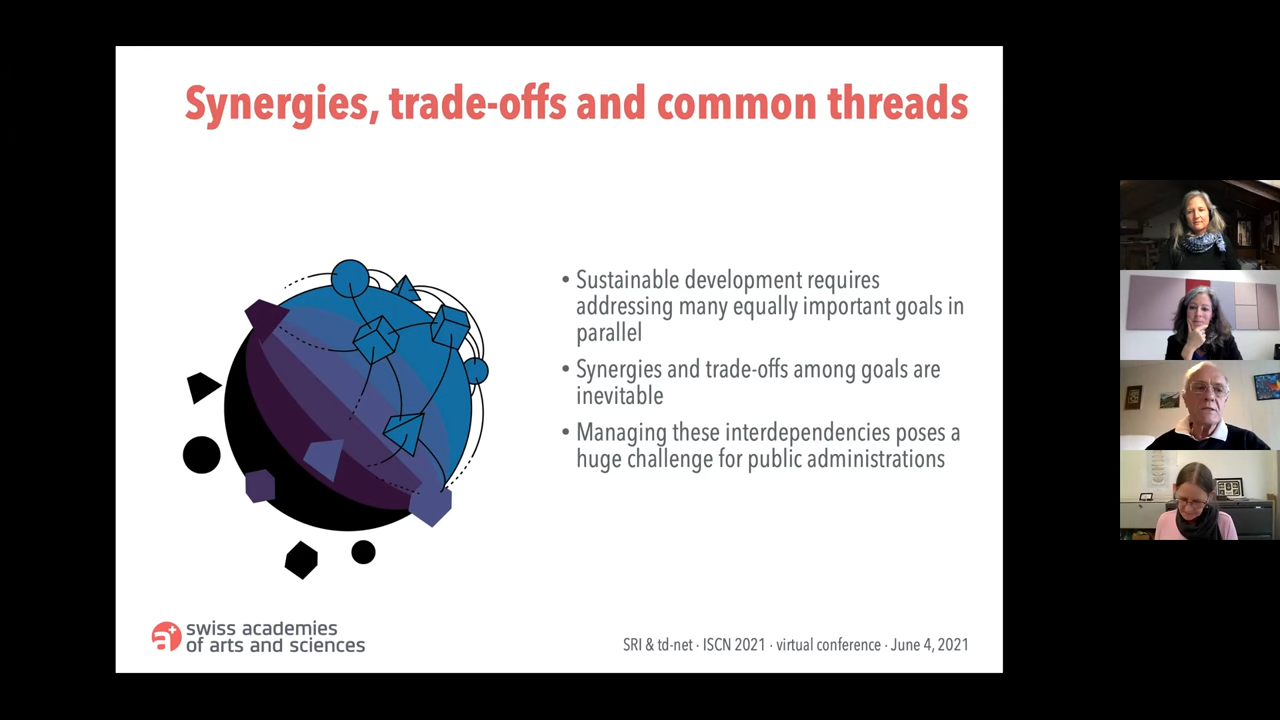 Synergies, trade-offs and common threads
• Sustainable development requires
addressing many equally important goals in
parallel
• Synergies and trade-offs among goals are
inevitable
• Managing these interdependencies poses a
huge challenge for public administrations
a+
swiss academies
of arts and sciences
SRI & td-net · ISCN 2021 · virtual conference · June 4, 2021